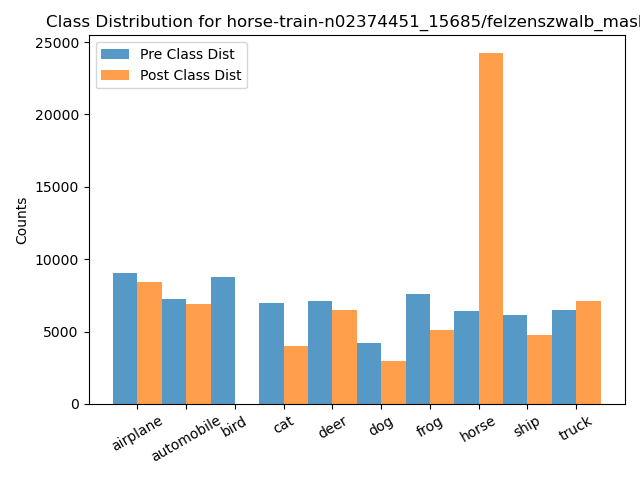 Class Distribution for horse-train-n02374451_15685/felzenszwalb_mas
Pre Class Dist
Post Class Dist
Counts
25000
20000
15000
10000
5000
0
airplane
automobile
bird
cat
deer
dog
frog
horse
ship
truck